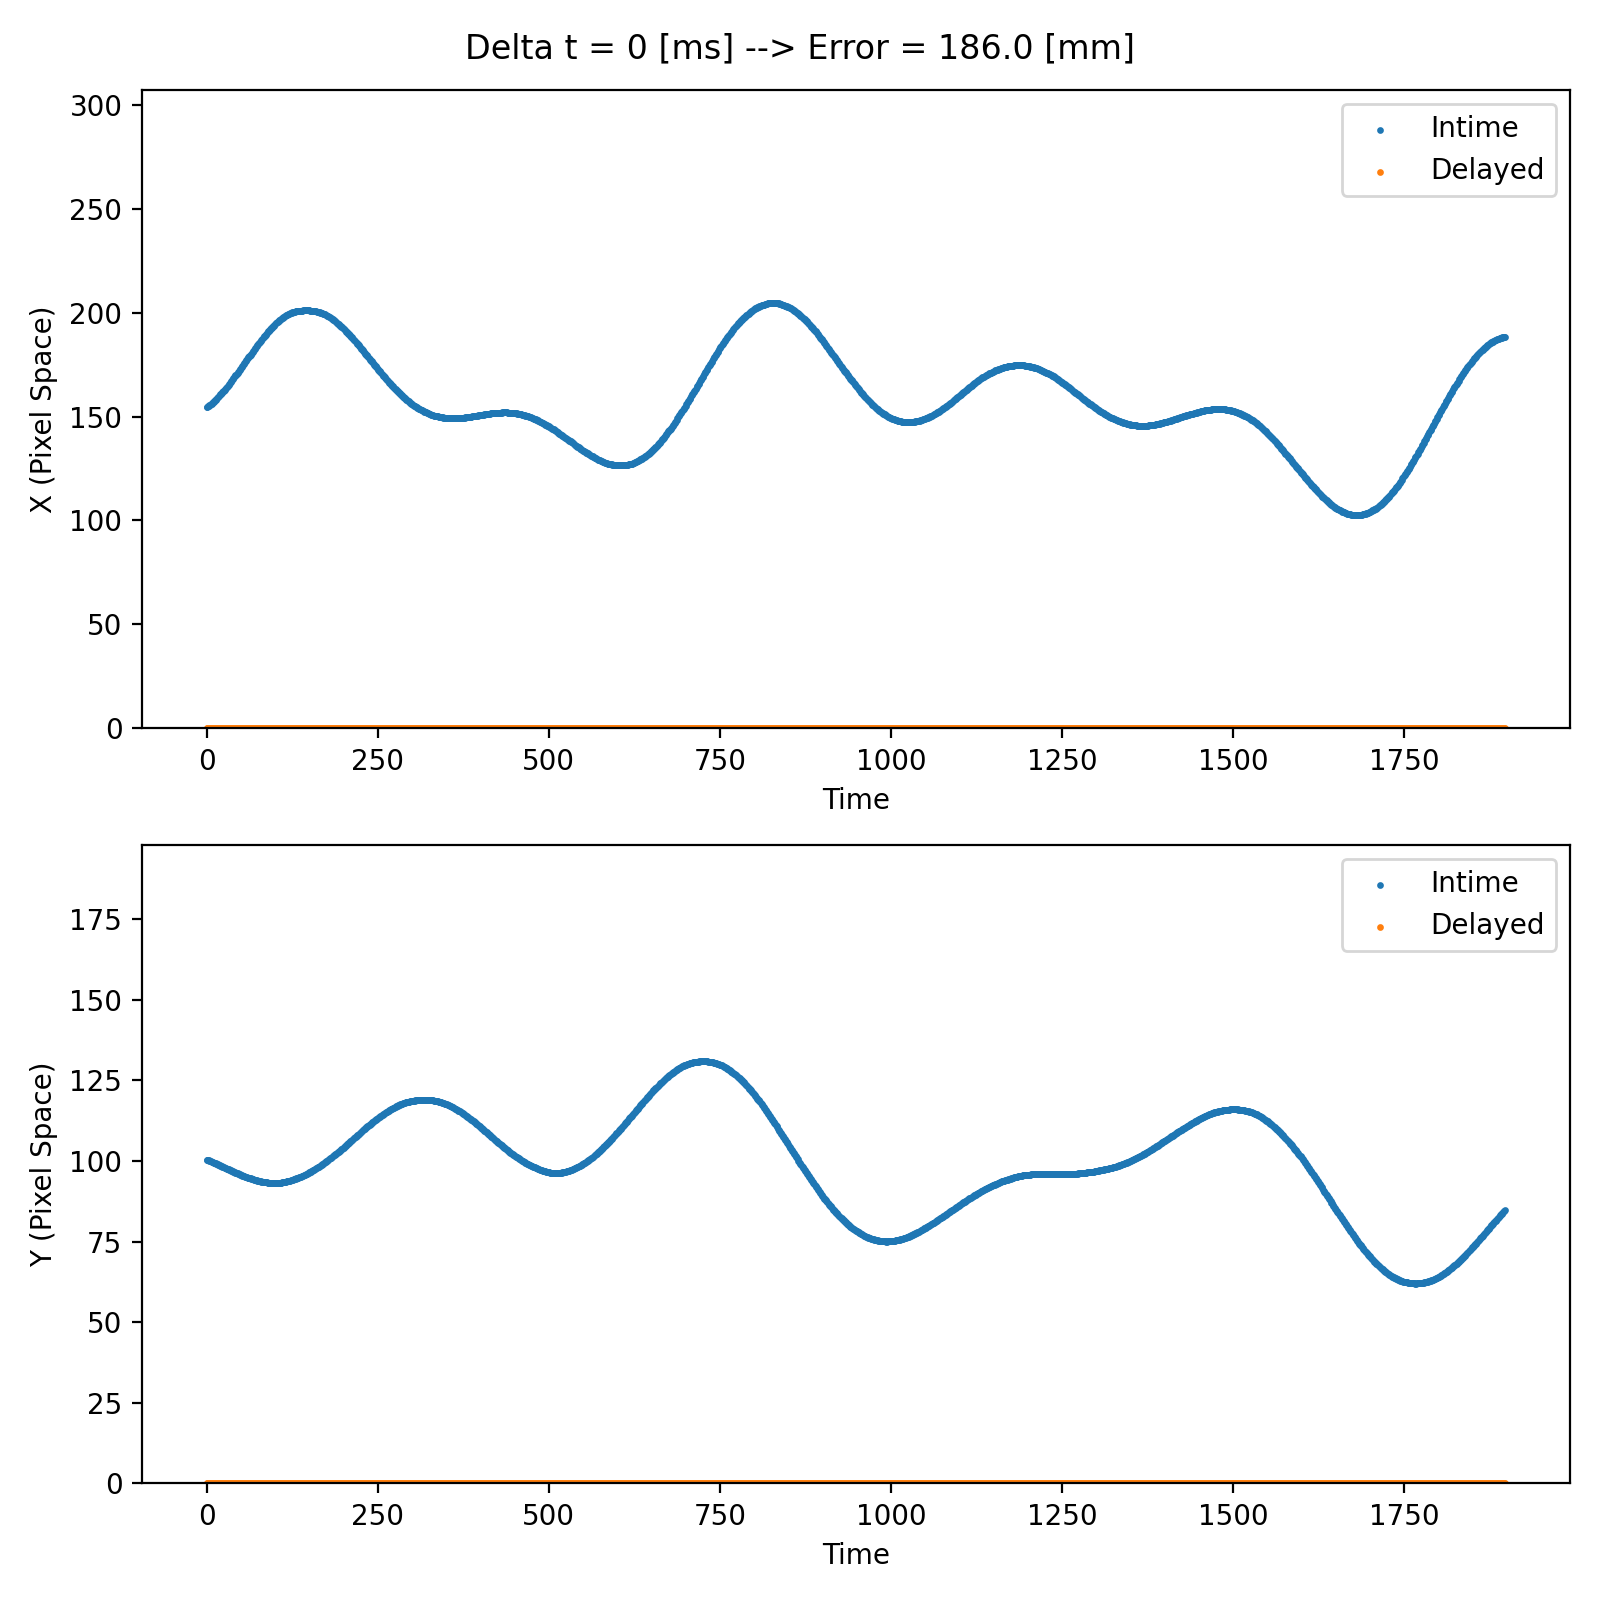 Delta t = 0 [ms] --> Error = 186.0 [mm]
300
250
200
150
100
50
0
X (Pixel Space)
Intime
Delayed
0 250 500 750 1000 1250 1500 1750
Time
175
150
125
100
75
50
25
0
Y (Pixel Space)
Intime
Delayed
0 250 500 750 1000 1250 1500 1750
Time